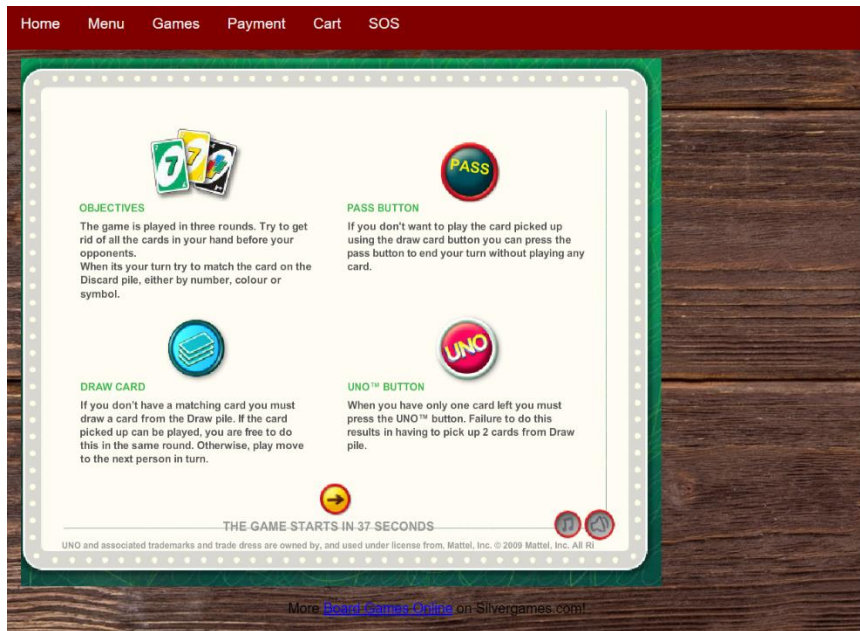 Home Menu Games Payment Cart SOS
7 7
PASS
OBJECTIVES
The game is played in three rounds. Try to get
rid of all the cards in your hand before your
opponents.
When its your turn try to match the card on the
Discard pile, either by number, colour or
symbol.
PASS BUTTON
If you don't want to play the card picked up
using the draw card button you can press the
pass button to end your turn without playing any
card.
UNO
DRAW CARD
If you don't have a matching card you must
draw a card from the Draw pile. If the card
picked up can be played, you are free to do
this in the same round. Otherwise, play move
to the next person in turn.
UNO™ BUTTON
When you have only one card left you must
press the UNO™ button. Failure to do this
results in having to pick up 2 cards from Draw
pile.
THE GAME STARTS IN 37 SECONDS
UNO and associated trademarks and trade dress are owned by, and used under license from, Mattel, Inc. © 2009 Mattel, Inc. All Ri
More Board Games Online on Silvergames.com!